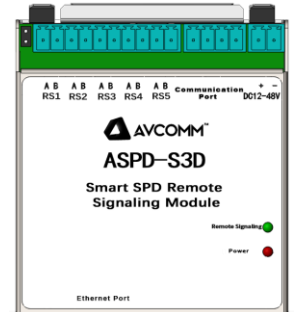 A B A B A B A B A B Communication + -
RS1 RS2 RS3 RS4 RS5 Port DC12-48V
AVCOMM™
ASPD-S3D
Smart SPD Remote
Signaling Module
Remote Signaling
Power
Ethernet Port